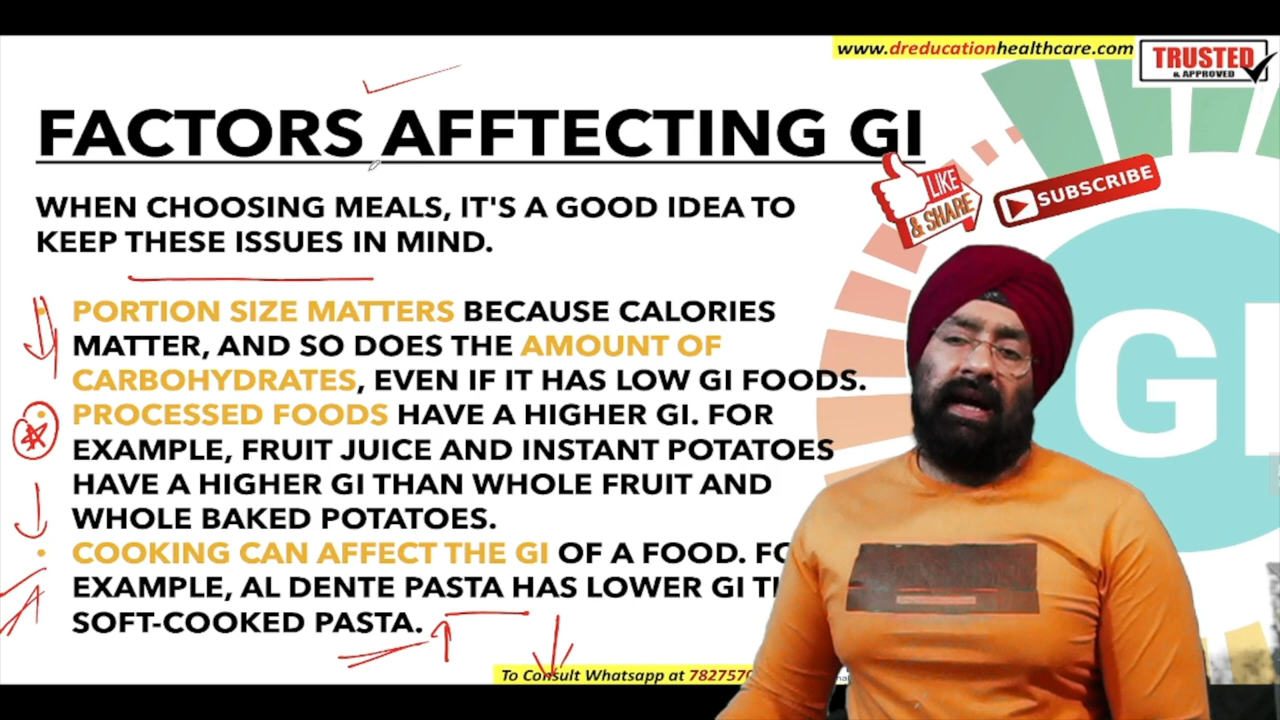 www.dreducationhealthcare.com
TRUSTED
& APPROVED
FACTORS AFFTECTING GI
LIKE
& SHARE
SUBSCRIBE
WHEN CHOOSING MEALS, IT'S A GOOD IDEA TO
KEEP THESE ISSUES IN MIND.
• PORTION SIZE MATTERS BECAUSE CALORIES
MATTER, AND SO DOES THE AMOUNT OF
CARBOHYDRATES, EVEN IF IT HAS LOW GI FOODS.
• PROCESSED FOODS HAVE A HIGHER GI. FOR
EXAMPLE, FRUIT JUICE AND INSTANT POTATOES
HAVE A HIGHER GI THAN WHOLE FRUIT AND
WHOLE BAKED POTATOES.
• COOKING CAN AFFECT THE GI OF A FOOD.
EXAMPLE, AL DENTE PASTA HAS LOWER GI
SOFT-COOKED PASTA.
GI
To Consult Whatsapp at